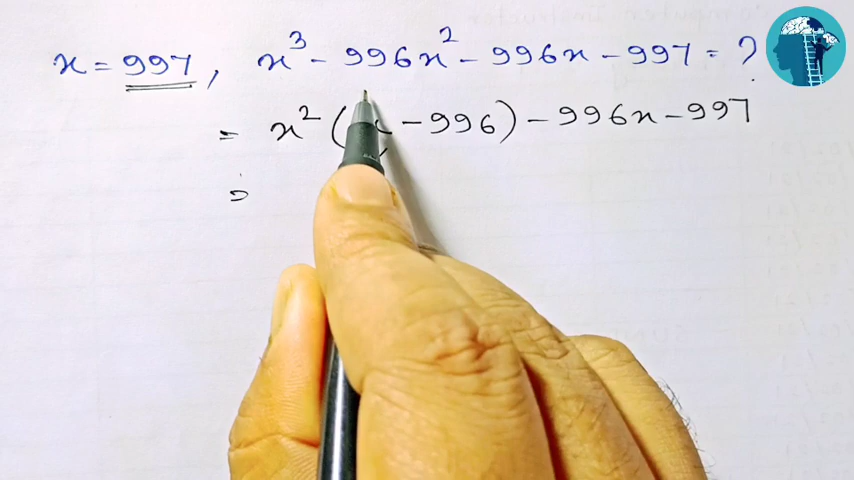 x = 997, x³ - 996x² - 996x - 997 = ?
= x² (x - 996) - 996x - 997
=